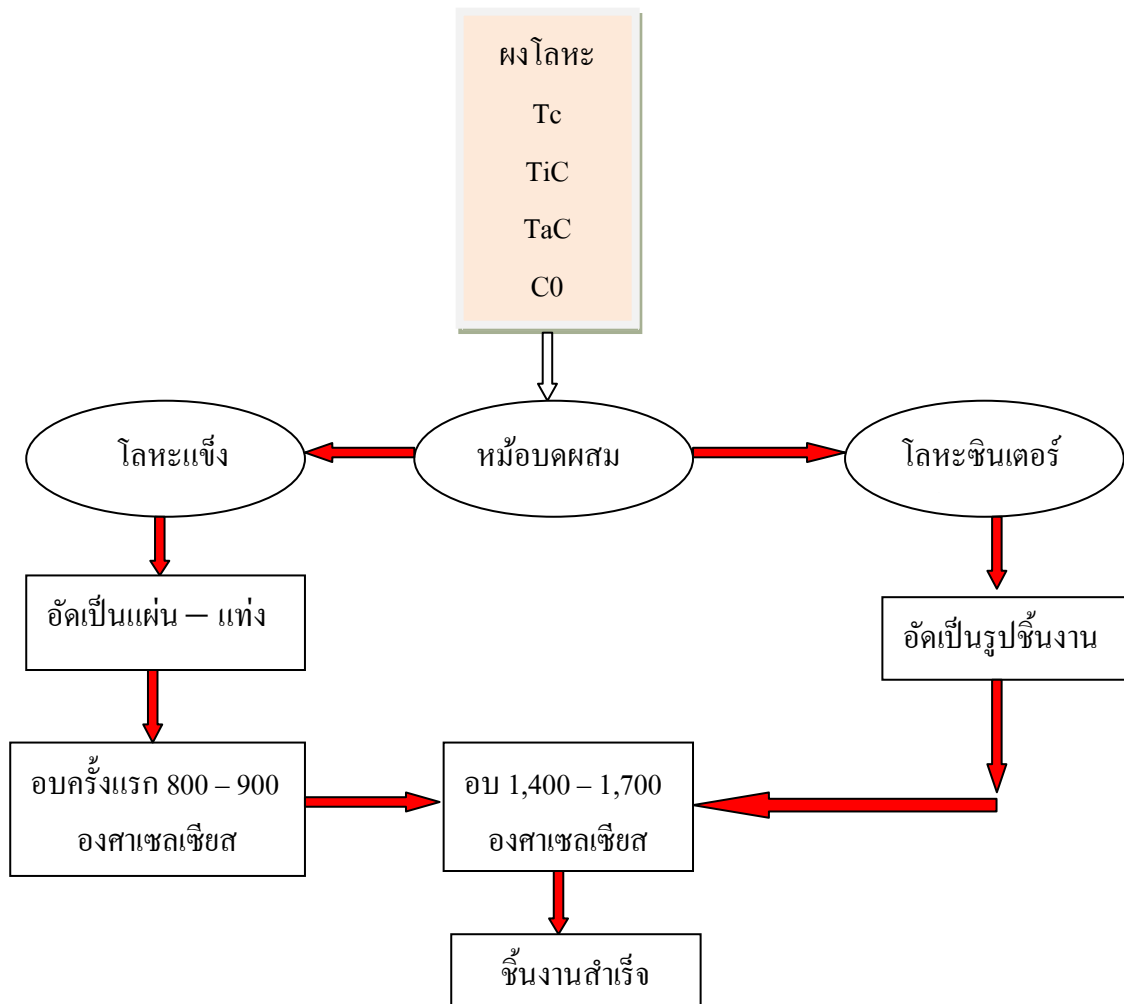 ผงโลหะ
Tc
TiC
TaC
C0
โลหะแข็ง
หม้อบดผสม
โลหะซินเตอร์
อัดเป็นแผ่น – แท่ง
อัดเป็นรูปชิ้นงาน
อบครั้งแรก 800 – 900
องศาเซลเซียส
อบ 1,400 – 1,700
องศาเซลเซียส
ชิ้นงานสำเร็จ